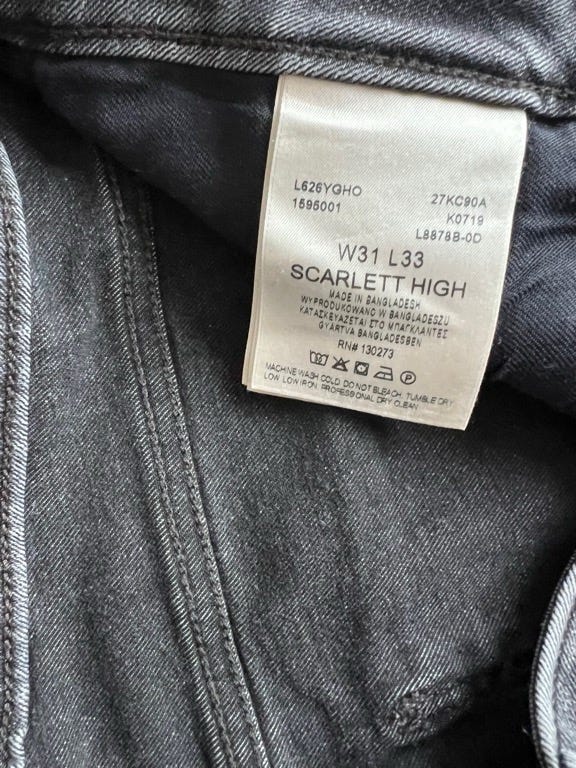 L626YGHO 27KC90A
1595001 K0719
L8878B-0D
W31 L33
SCARLETT HIGH
MADE IN BANGLADESH
WYPRODUKOWANO W BANGLADESZU
ΚΑΤΑΣΚΕΥΑΖΕΤΑΙ ΣΤΟ ΜΠΑΓΚΛΑΝΤΕΣ
GYÁRTVA BANGLADESBEN
RN# 130273
MACHINE WASH COLD. DO NOT BLEACH. TUMBLE DRY
LOW. LOW IRON. PROFESSIONAL DRY CLEAN.